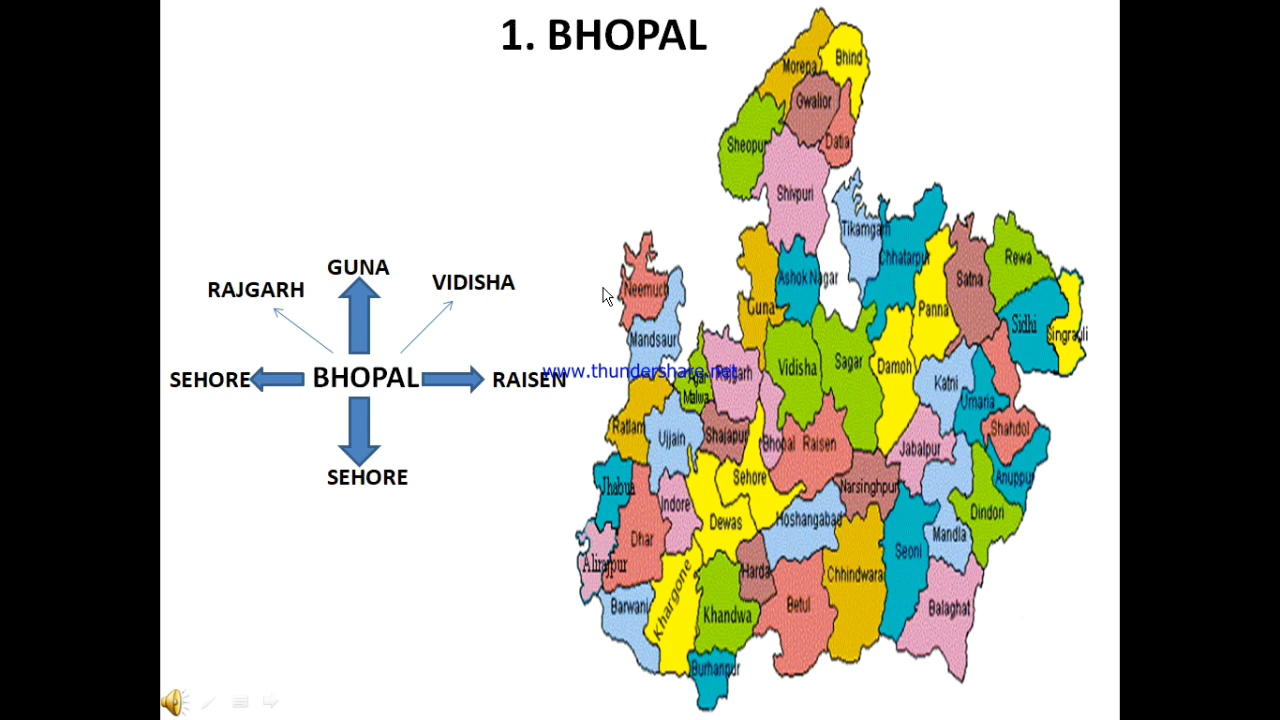 1. BHOPAL
GUNA
RAJGARH
VIDISHA
SEHORE
BHOPAL
RAISEN
SEHORE
www.thundershare.net
Morena
Bhind
Gwalior
Sheopur
Datia
Shivpuri
Tikamgarh
Chhatarpur
Rewa
Satna
Panna
Sidhi
Singrauli
Neemuch
Ashok Nagar
Guna
Mandsaur
Vidisha
Sagar
Damoh
Katni
Umaria
Rajgarh
Agar
Malwa
Ratlam
Ujjain
Shajapur
Bhopal
Raisen
Jabalpur
Shahdol
Sehore
Narsinghpur
Anuppur
Jhabua
Indore
Dewas
Hoshangabad
Dindori
Dhar
Alirajpur
Harda
Chhindwara
Seoni
Mandla
Barwani
Khargone
Khandwa
Betul
Balaghat
Burhanpur